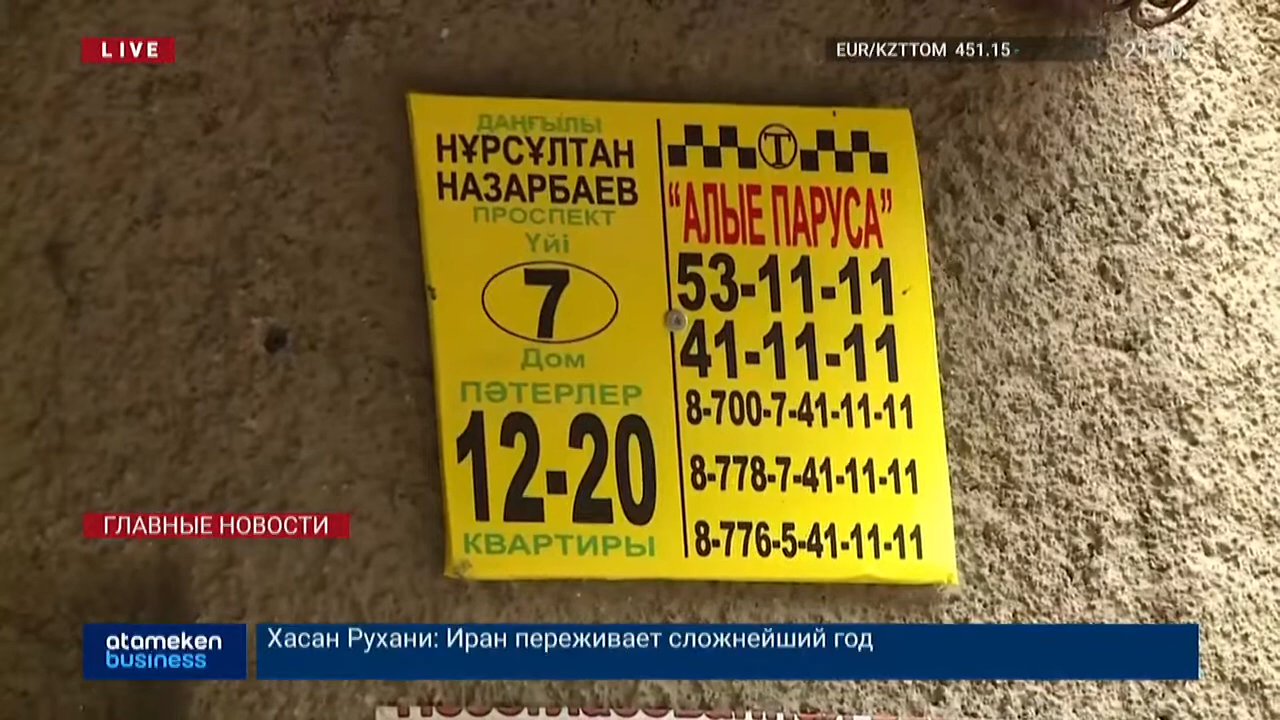 LIVE
EUR/KZTTOM 451.15
ДАҢҒЫЛЫ
НҰРСҰЛТАН
НАЗАРБАЕВ
ПРОСПЕКТ
Үйі
7
Дом
ПӘТЕРЛЕР
12-20
КВАРТИРЫ
Т
“АЛЫЕ ПАРУСА”
53-11-11
41-11-11
8-700-7-41-11-11
8-778-7-41-11-11
8-776-5-41-11-11
ГЛАВНЫЕ НОВОСТИ
atameken
business
Хасан Рухани: Иран переживает сложнейший год